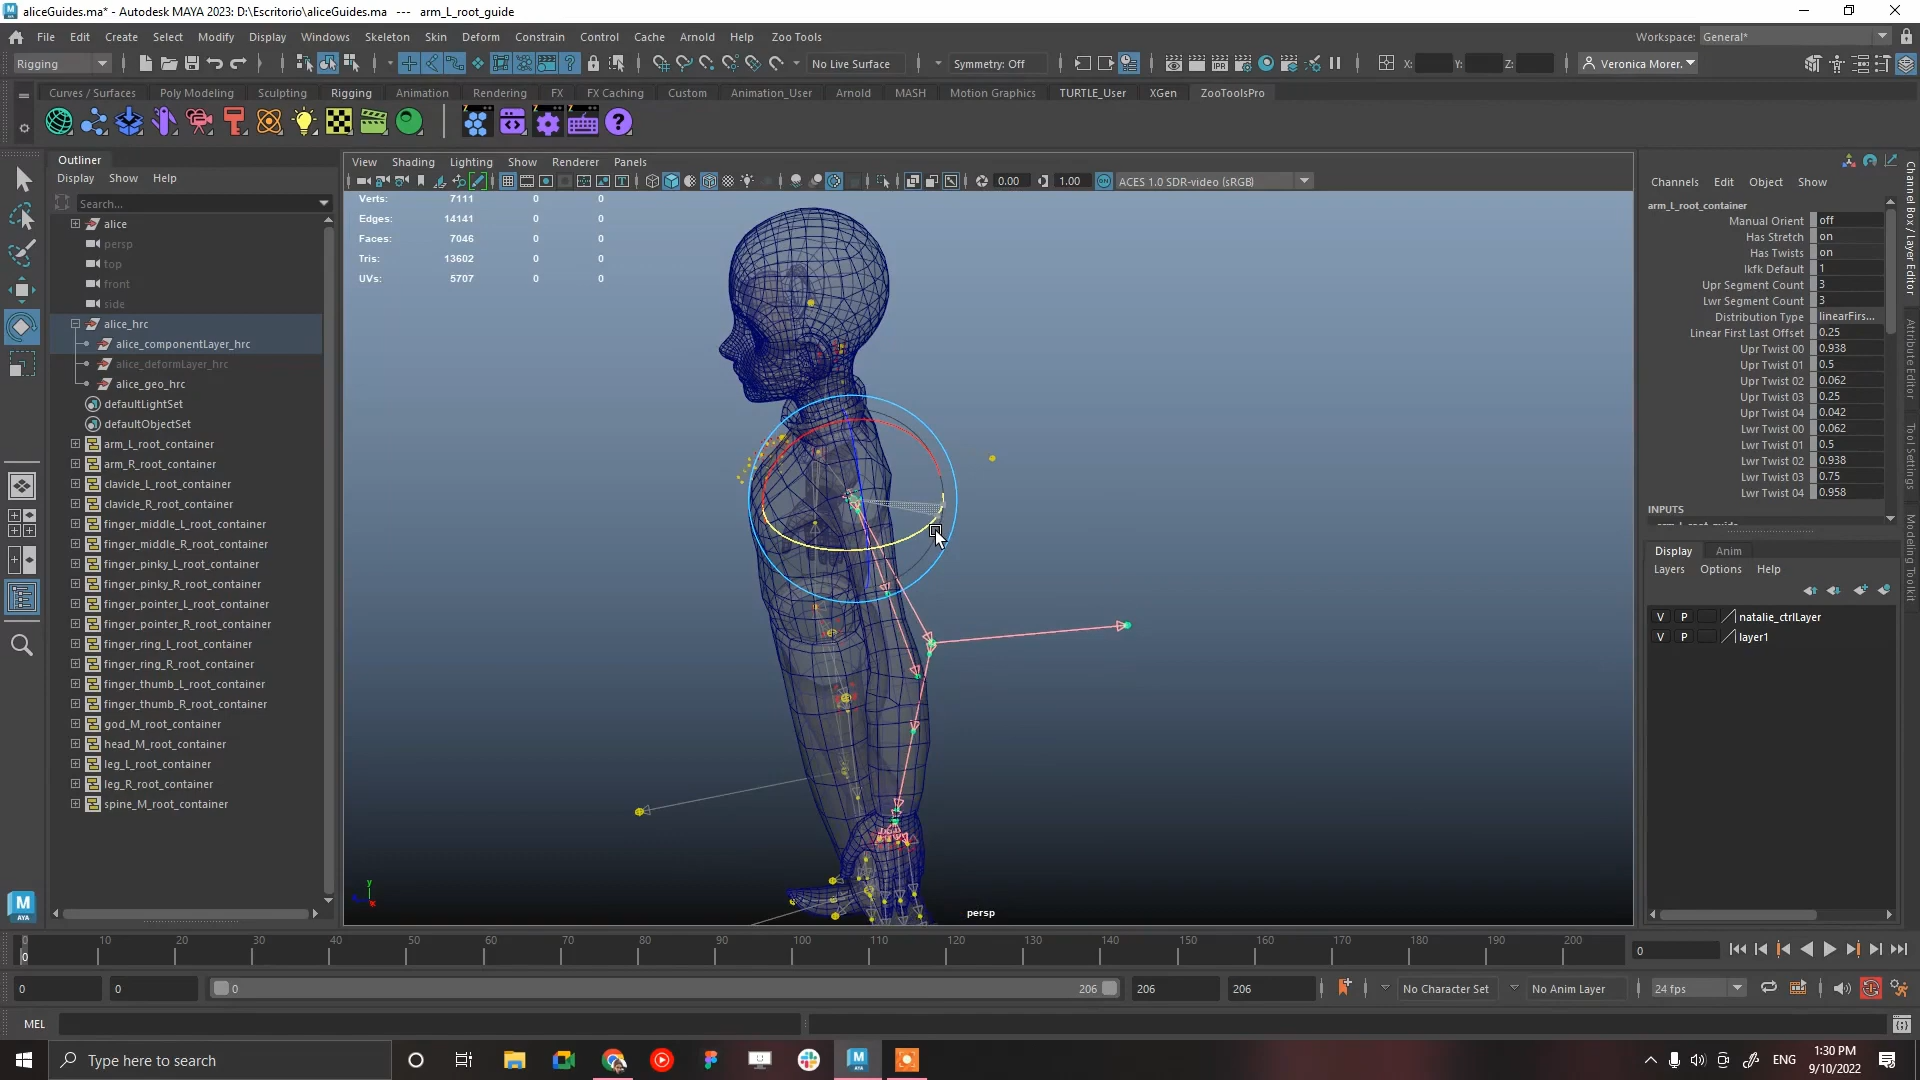 aliceGuides.ma* - Autodesk MAYA 2023: D:\Escritorio\aliceGuides.ma --- arm_L_root_guide
File Edit Create Select Modify Display Windows Skeleton Skin Deform Constrain Control Cache Arnold Help Zoo Tools
Workspace: General*
Rigging
No Live Surface
Symmetry: Off
X: Y: Z:
Veronica Morer.
Curves / Surfaces Poly Modeling Sculpting Rigging Animation Rendering FX FX Caching Custom Animation_User Arnold MASH Motion Graphics TURTLE_User XGen ZooToolsPro
Outliner
Display Show Help
Search...
alice
persp
top
front
side
alice_hrc
alice_componentLayer_hrc
alice_deformLayer_hrc
alice_geo_hrc
defaultLightSet
defaultObjectSet
arm_L_root_container
arm_R_root_container
clavicle_L_root_container
clavicle_R_root_container
finger_middle_L_root_container
finger_middle_R_root_container
finger_pinky_L_root_container
finger_pinky_R_root_container
finger_pointer_L_root_container
finger_pointer_R_root_container
finger_ring_L_root_container
finger_ring_R_root_container
finger_thumb_L_root_container
finger_thumb_R_root_container
god_M_root_container
head_M_root_container
leg_L_root_container
leg_R_root_container
spine_M_root_container
View Shading Lighting Show Renderer Panels
0.00 1.00 ACES 1.0 SDR-video (sRGB)
Verts: 7111 0 0
Edges: 14141 0 0
Faces: 7046 0 0
Tris: 13602 0 0
UVs: 5707 0 0
persp
Channels Edit Object Show
arm_L_root_container
Manual Orient off
Has Stretch on
Has Twists on
Ikfk Default 1
Upr Segment Count 3
Lwr Segment Count 3
Distribution Type linearFirs...
Linear First Last Offset 0.25
Upr Twist 00 0.938
Upr Twist 01 0.5
Upr Twist 02 0.062
Upr Twist 03 0.25
Upr Twist 04 0.042
Lwr Twist 00 0.062
Lwr Twist 01 0.5
Lwr Twist 02 0.938
Lwr Twist 03 0.75
Lwr Twist 04 0.958
INPUTS
Display Anim
Layers Options Help
V P natalie_ctrlLayer
V P layer1
Channel Box / Layer Editor
Attribute Editor
Tool Settings
Modeling Toolkit
0 10 20 30 40 50 60 70 80 90 100 110 120 130 140 150 160 170 180 190 200
0
0
0 0 0 206 206 206 No Character Set No Anim Layer 24 fps
MEL
Type here to search
ENG
1:30 PM
9/10/2022